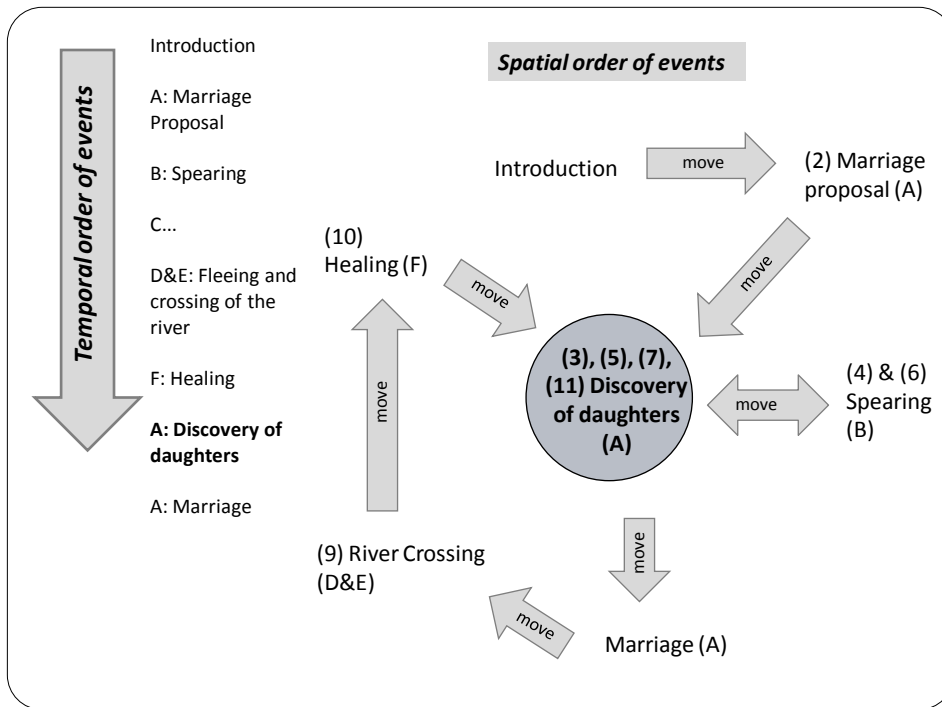 Temporal order of events
Introduction
A: Marriage
Proposal
B: Spearing
C...
D&E: Fleeing and
crossing of the
river
F: Healing
A: Discovery of
daughters
A: Marriage
Spatial order of events
Introduction
move
(2) Marriage
proposal (A)
move
(10)
Healing (F)
move
(3), (5), (7),
(11) Discovery
of daughters
(A)
move
(4) & (6)
Spearing
(B)
move
move
(9) River Crossing
(D&E)
move
Marriage (A)